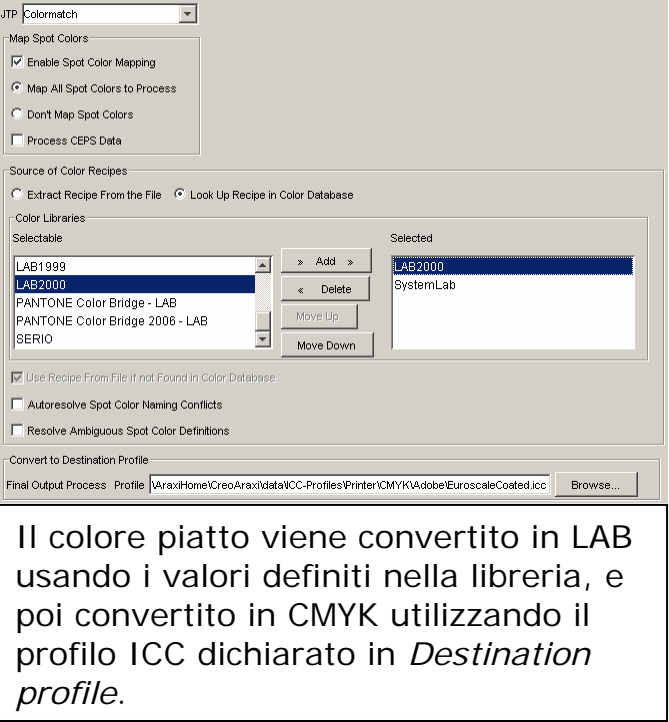 JTP Colormatch
Map Spot Colors
Enable Spot Color Mapping
Map All Spot Colors to Process
Don't Map Spot Colors
Process CEPS Data
Source of Color Recipes
Extract Recipe From the File Look Up Recipe in Color Database
Color Libraries
Selectable
LAB1999
LAB2000
PANTONE Color Bridge - LAB
PANTONE Color Bridge 2006 - LAB
SERIO
» Add »
« Delete
Move Up
Move Down
Selected
LAB2000
SystemLab
Use Recipe From File if not Found in Color Database
Autoresolve Spot Color Naming Conflicts
Resolve Ambiguous Spot Color Definitions
Convert to Destination Profile
Final Output Process Profile \AraxiHome\CreoAraxi\data\ICC-Profiles\Printer\CMYK\Adobe\EuroscaleCoated.icc Browse...
Il colore piatto viene convertito in LAB
usando i valori definiti nella libreria, e
poi convertito in CMYK utilizzando il
profilo ICC dichiarato in Destination
profile.